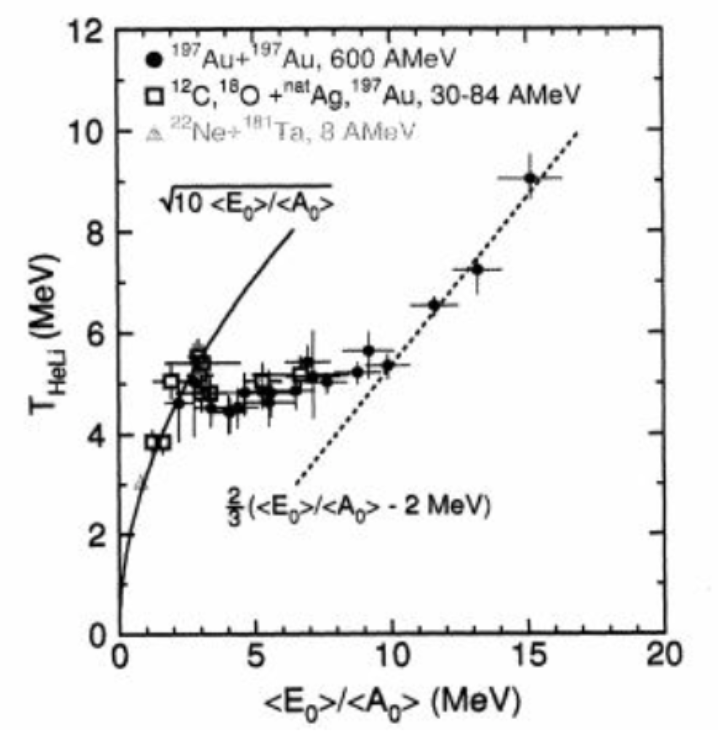 12
● ¹⁹⁷Au+¹⁹⁷Au, 600 AMeV
□ ¹²C,¹⁸O +ⁿᵃᵗAg,¹⁹⁷Au, 30-84 AMeV
▲ ²²Ne+¹⁸¹Ta, 8 AMeV
10
√10 <E₀>/<A₀>
8
T_HeLi (MeV)
6
4
2/3 (<E₀>/<A₀> - 2 MeV)
2
0
0 5 10 15 20
<E₀>/<A₀> (MeV)